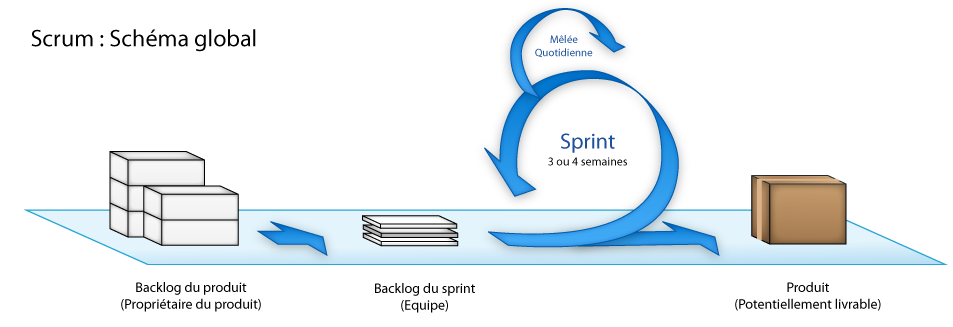 Scrum : Schéma global
Mêlée
Quotidienne
Sprint
3 ou 4 semaines
Backlog du produit
(Propriétaire du produit)
Backlog du sprint
(Equipe)
Produit
(Potentiellement livrable)